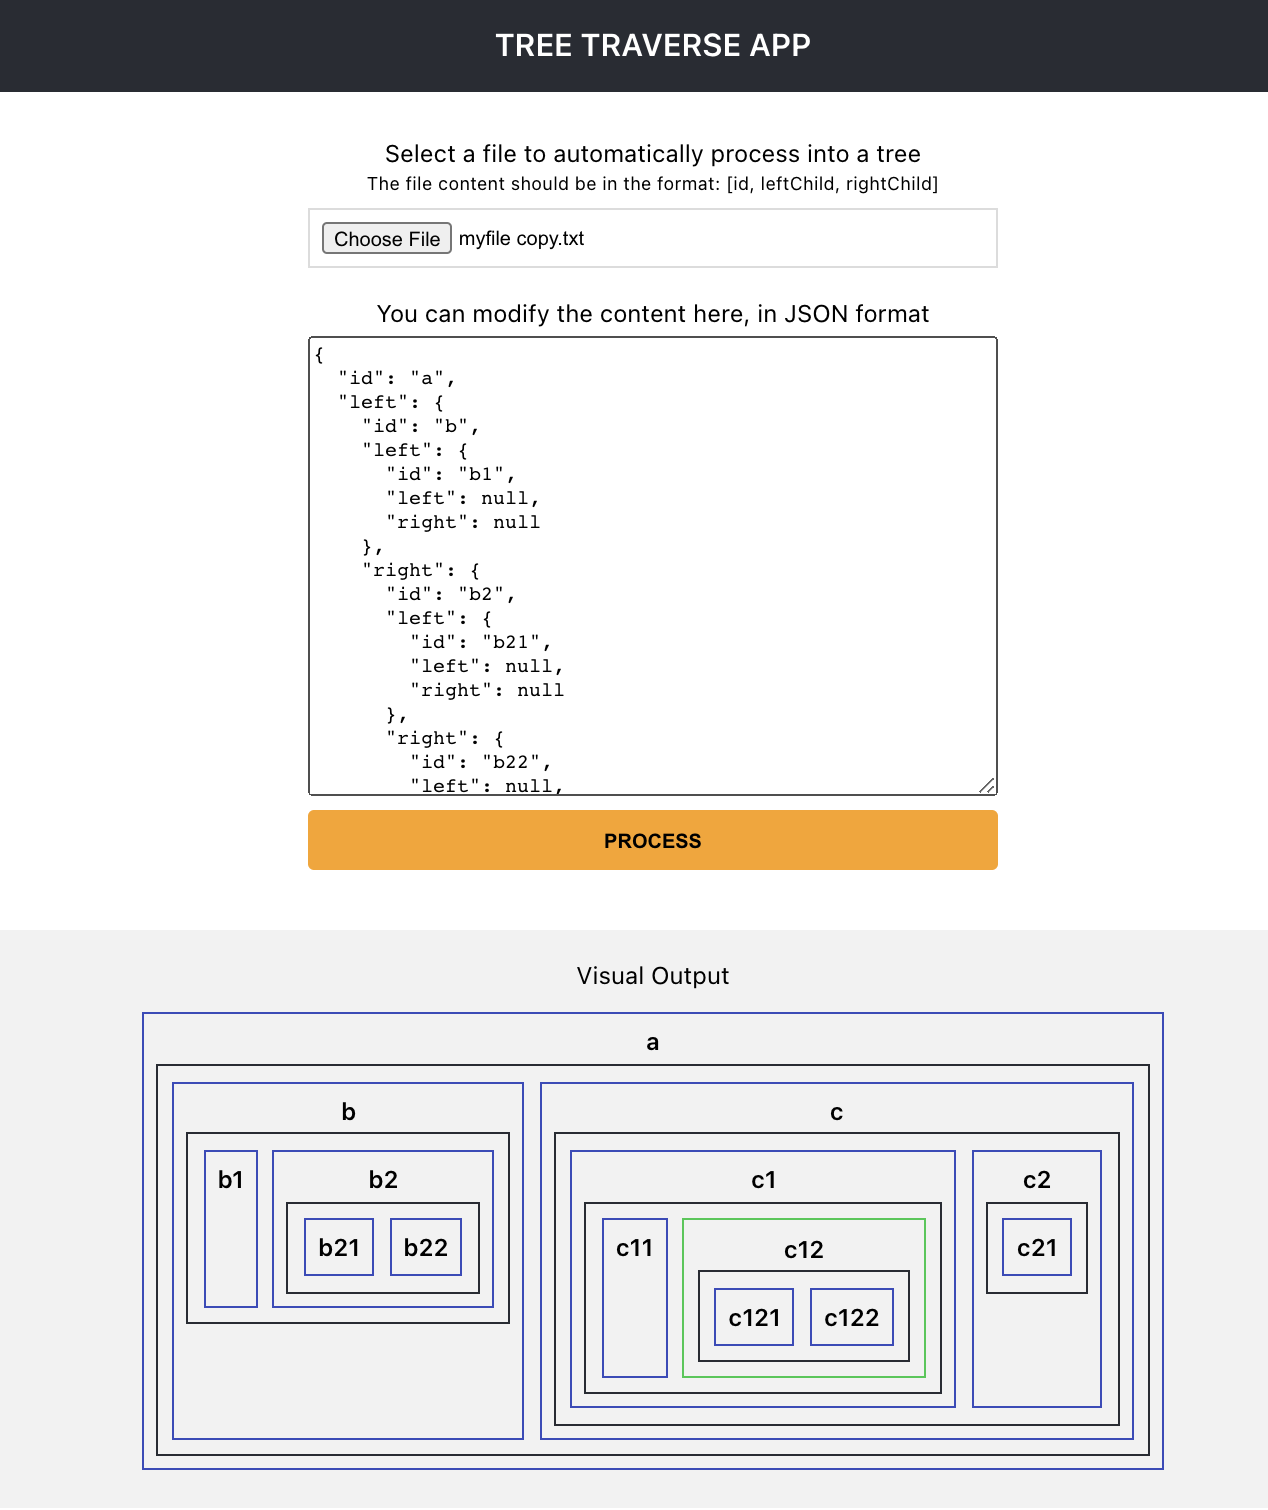 TREE TRAVERSE APP
Select a file to automatically process into a tree
The file content should be in the format: [id, leftChild, rightChild]
Choose File myfile copy.txt
You can modify the content here, in JSON format
{
  "id": "a",
  "left": {
    "id": "b",
    "left": {
      "id": "b1",
      "left": null,
      "right": null
    },
    "right": {
      "id": "b2",
      "left": {
        "id": "b21",
        "left": null,
        "right": null
      },
      "right": {
        "id": "b22",
        "left": null,
PROCESS
Visual Output
a
b c
b1 b2 c1 c2
b21 b22 c11 c12 c21
c121 c122